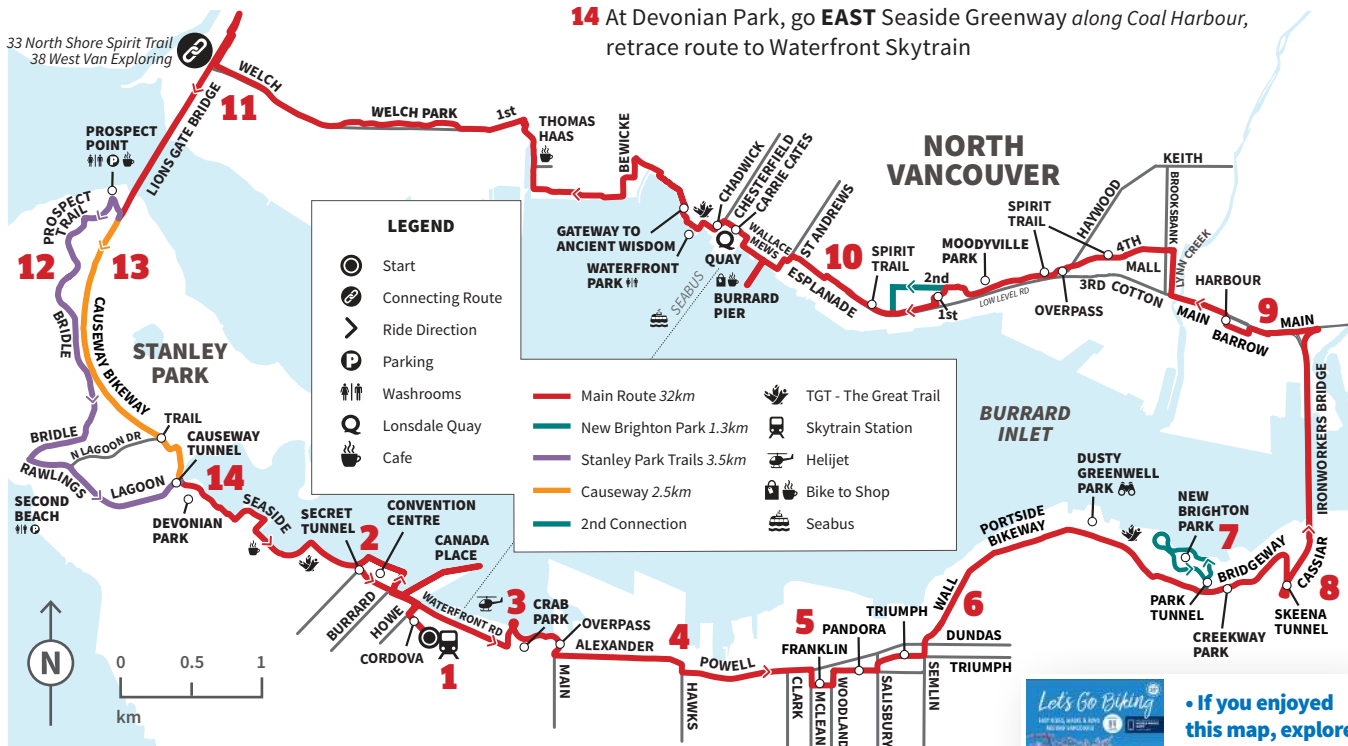 14 At Devonian Park, go EAST Seaside Greenway along Coal Harbour,
retrace route to Waterfront Skytrain
33 North Shore Spirit Trail
38 West Van Exploring
11
WELCH
WELCH PARK
1st
THOMAS
HAAS
BEWICKE
LIONS GATE BRIDGE
PROSPECT
POINT
P
PROSPECT
TRAIL
12
13
BRIDLE
CAUSEWAY BIKEWAY
STANLEY
PARK
BRIDLE
N LAGOON DR
TRAIL
CAUSEWAY
TUNNEL
RAWLINGS
LAGOON
14
SECOND
BEACH
P
DEVONIAN
PARK
SEASIDE
SECRET
TUNNEL
2
CONVENTION
CENTRE
CANADA
PLACE
BURRARD
HOWE
WATERFRONT RD
CORDOVA
1
3
CRAB
PARK
OVERPASS
ALEXANDER
MAIN
4
HAWKS
POWELL
5
FRANKLIN
PANDORA
TRIUMPH
CLARK
MCLEAN
WOODLAND
SALISBURY
SEMLIN
DUNDAS
TRIUMPH
WALL
6
PORTSIDE
BIKEWAY
DUSTY
GREENWELL
PARK
NEW
BRIGHTON
PARK
7
BRIDGEWAY
PARK
TUNNEL
CREEKWAY
PARK
CASSIAR
8
SKEENA
TUNNEL
IRONWORKERS BRIDGE
BURRARD
INLET
9
MAIN
HARBOUR
BARROW
MAIN
LYNN CREEK
BROOKSBANK
KEITH
HAYWOOD
4TH
MALL
3RD
COTTON
NORTH
VANCOUVER
SPIRIT
TRAIL
MOODYVILLE
PARK
OVERPASS
LOW LEVEL RD
2nd
1st
SPIRIT
TRAIL
10
ESPLANADE
ST ANDREWS
WALLACE
MEWS
CARRIE CATES
CHESTERFIELD
CHADWICK
Q
QUAY
BURRARD
PIER
GATEWAY TO
ANCIENT WISDOM
WATERFRONT
PARK
SEABUS
LEGEND
Start
Connecting Route
Ride Direction
P Parking
Washrooms
Q Lonsdale Quay
Cafe
Main Route 32km
New Brighton Park 1.3km
Stanley Park Trails 3.5km
Causeway 2.5km
2nd Connection
TGT - The Great Trail
Skytrain Station
Helijet
Bike to Shop
Seabus
N
0 0.5 1
km
Let's Go Biking
• If you enjoyed
this map, explore